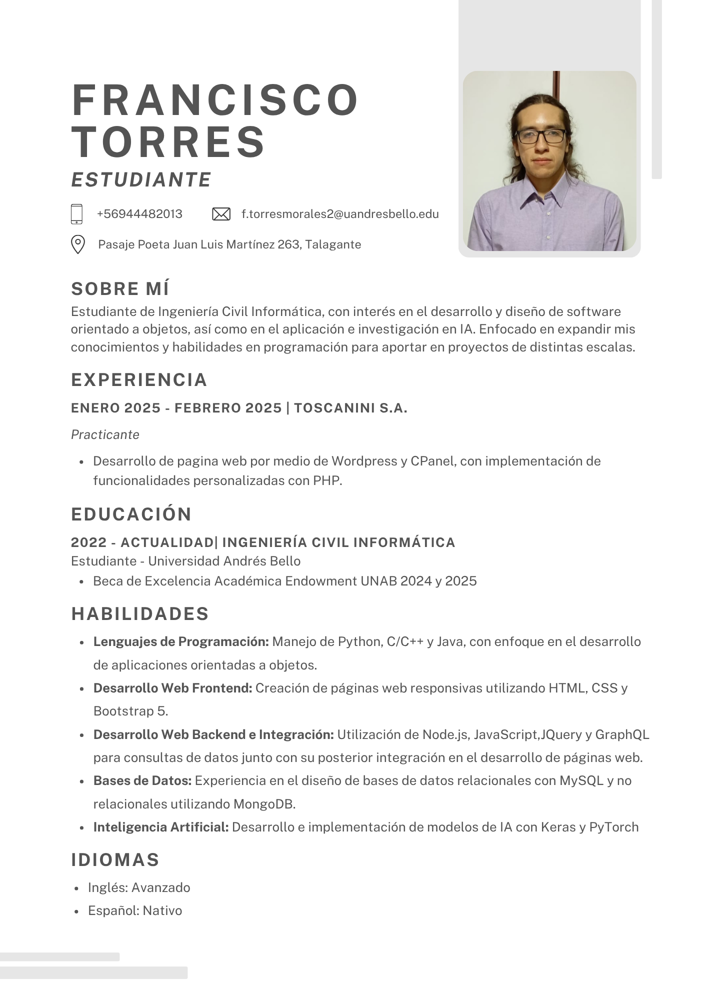 FRANCISCO
TORRES
ESTUDIANTE
+56944482013 f.torresmorales2@uandresbello.edu
Pasaje Poeta Juan Luis Martínez 263, Talagante
SOBRE MÍ
Estudiante de Ingeniería Civil Informática, con interés en el desarrollo y diseño de software
orientado a objetos, así como en el aplicación e investigación en IA. Enfocado en expandir mis
conocimientos y habilidades en programación para aportar en proyectos de distintas escalas.
EXPERIENCIA
ENERO 2025 - FEBRERO 2025 | TOSCANINI S.A.
Practicante
• Desarrollo de pagina web por medio de Wordpress y CPanel, con implementación de
funcionalidades personalizadas con PHP.
EDUCACIÓN
2022 - ACTUALIDAD| INGENIERÍA CIVIL INFORMÁTICA
Estudiante - Universidad Andrés Bello
• Beca de Excelencia Académica Endowment UNAB 2024 y 2025
HABILIDADES
• Lenguajes de Programación: Manejo de Python, C/C++ y Java, con enfoque en el desarrollo
de aplicaciones orientadas a objetos.
• Desarrollo Web Frontend: Creación de páginas web responsivas utilizando HTML, CSS y
Bootstrap 5.
• Desarrollo Web Backend e Integración: Utilización de Node.js, JavaScript,JQuery y GraphQL
para consultas de datos junto con su posterior integración en el desarrollo de páginas web.
• Bases de Datos: Experiencia en el diseño de bases de datos relacionales con MySQL y no
relacionales utilizando MongoDB.
• Inteligencia Artificial: Desarrollo e implementación de modelos de IA con Keras y PyTorch
IDIOMAS
• Inglés: Avanzado
• Español: Nativo